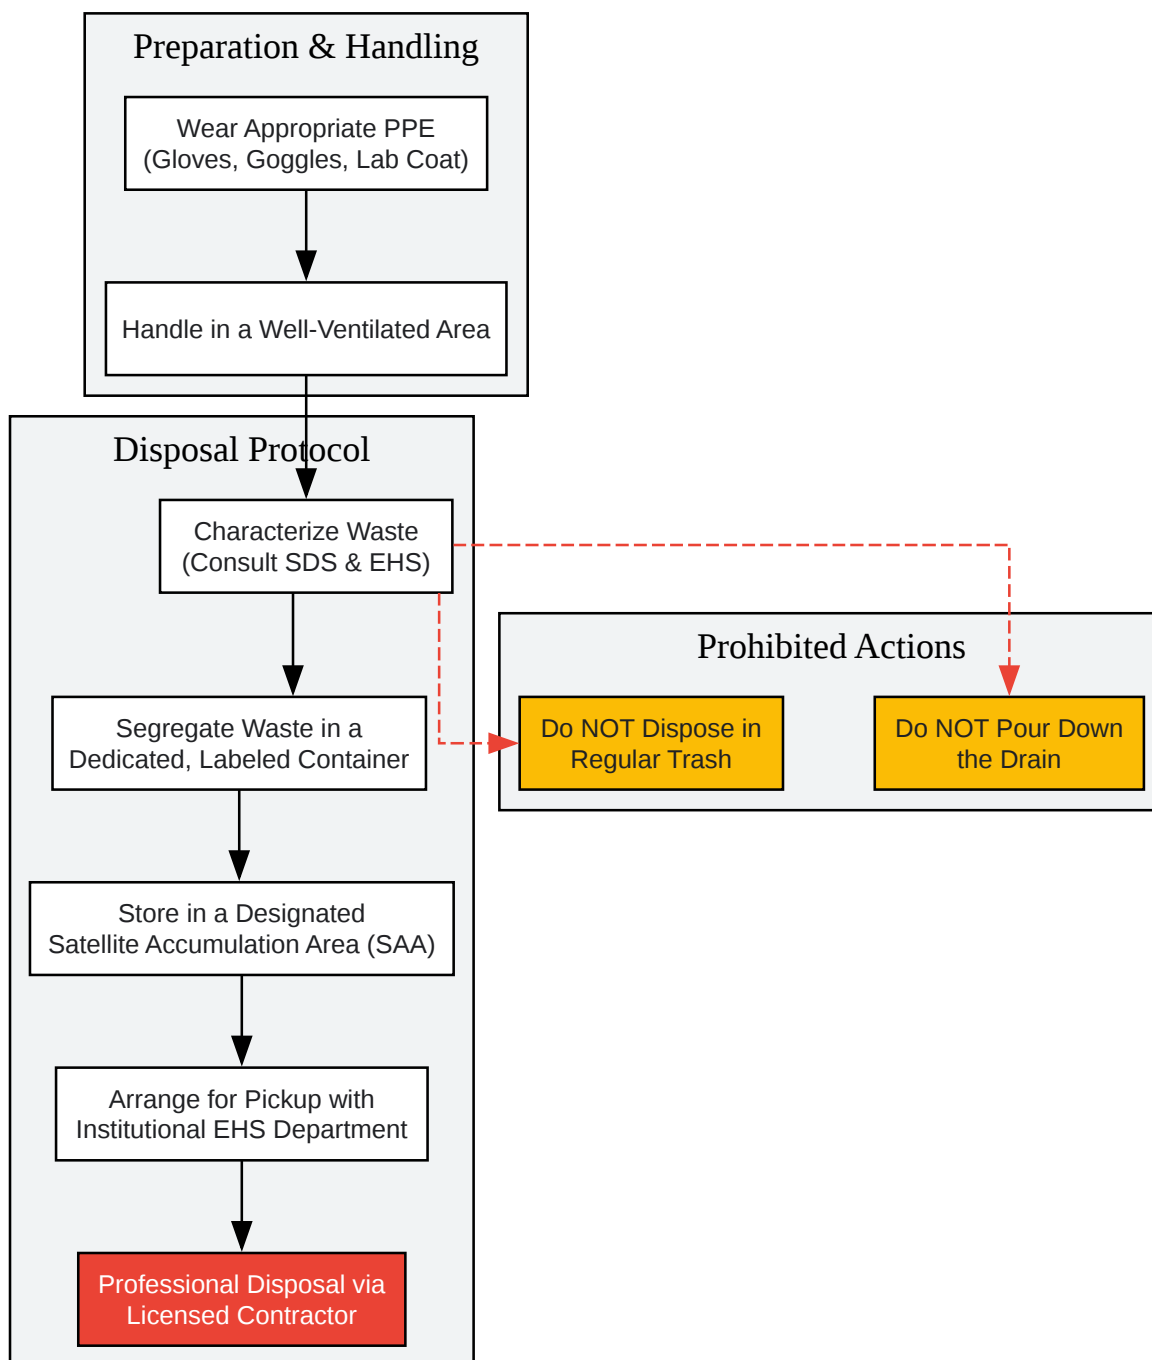 Preparation & Handling
Wear Appropriate PPE
(Gloves, Goggles, Lab Coat)
Handle in a Well-Ventilated Area
Disposal Protocol
Characterize Waste
(Consult SDS & EHS)
Prohibited Actions
Segregate Waste in a
Dedicated, Labeled Container
Do NOT Dispose in
Regular Trash
Do NOT Pour Down
the Drain
Store in a Designated
Satellite Accumulation Area (SAA)
Arrange for Pickup with
Institutional EHS Department
Professional Disposal via
Licensed Contractor